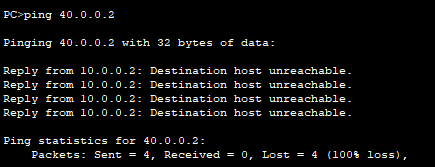 PC>ping 40.0.0.2
Pinging 40.0.0.2 with 32 bytes of data:
Reply from 10.0.0.2: Destination host unreachable.
Reply from 10.0.0.2: Destination host unreachable.
Reply from 10.0.0.2: Destination host unreachable.
Reply from 10.0.0.2: Destination host unreachable.
Ping statistics for 40.0.0.2:
Packets: Sent = 4, Received = 0, Lost = 4 (100% loss),